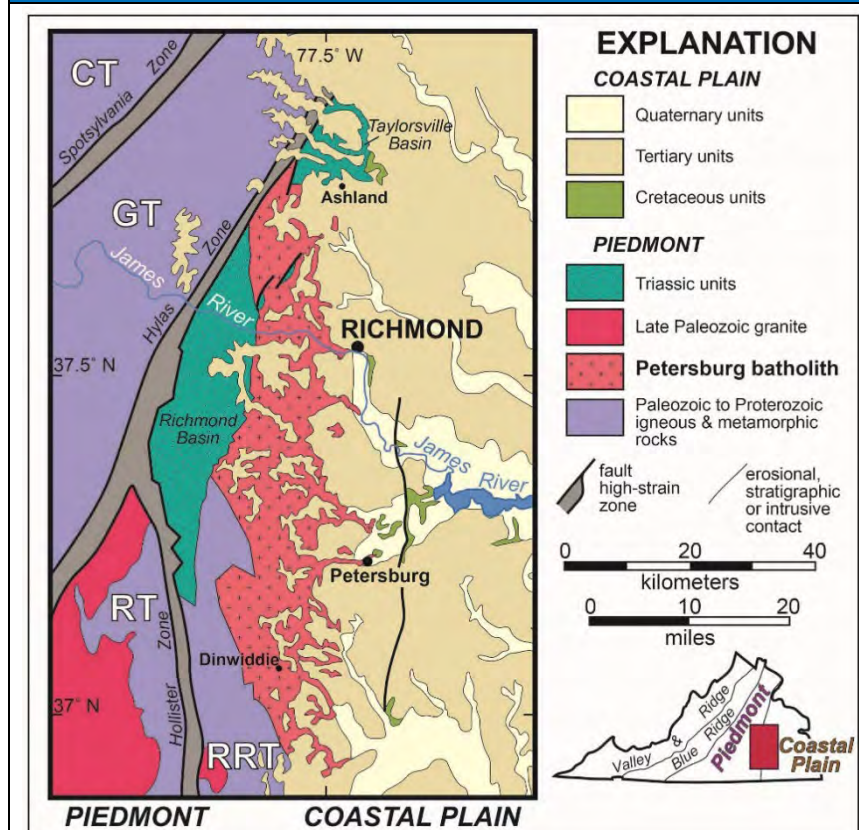 CT
Spotsylvania Zone
77.5° W
Taylorsville
Basin
Ashland
GT
James
River
Hylas Zone
RICHMOND
37.5° N
Richmond
Basin
James
River
Petersburg
RT
Hollister Zone
Dinwiddie
37° N
RRT
PIEDMONT COASTAL PLAIN
EXPLANATION
COASTAL PLAIN
Quaternary units
Tertiary units
Cretaceous units
PIEDMONT
Triassic units
Late Paleozoic granite
Petersburg batholith
Paleozoic to Proterozoic
igneous & metamorphic
rocks
fault
high-strain
zone
erosional,
stratigraphic
or intrusive
contact
0 20 40
kilometers
0 10 20
miles
Valley & Ridge
Blue Ridge
Piedmont
Coastal
Plain